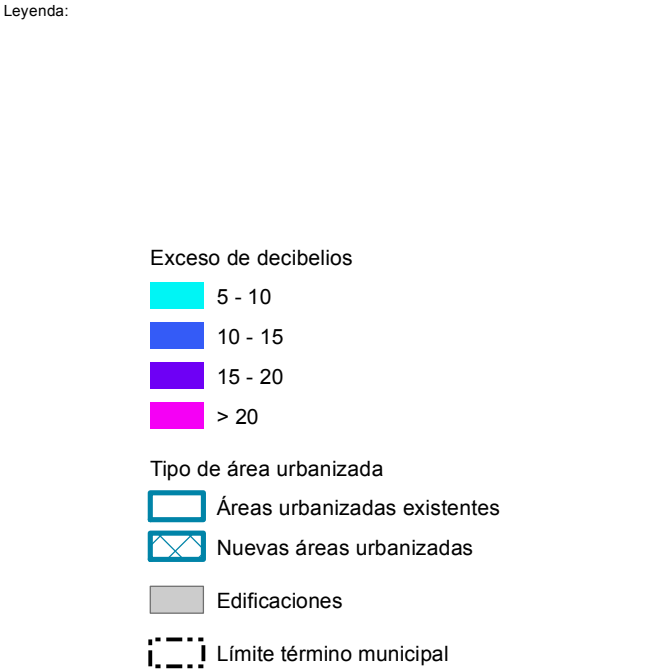 Leyenda:
Exceso de decibelios
5 - 10
10 - 15
15 - 20
> 20
Tipo de área urbanizada
Áreas urbanizadas existentes
Nuevas áreas urbanizadas
Edificaciones
Límite término municipal